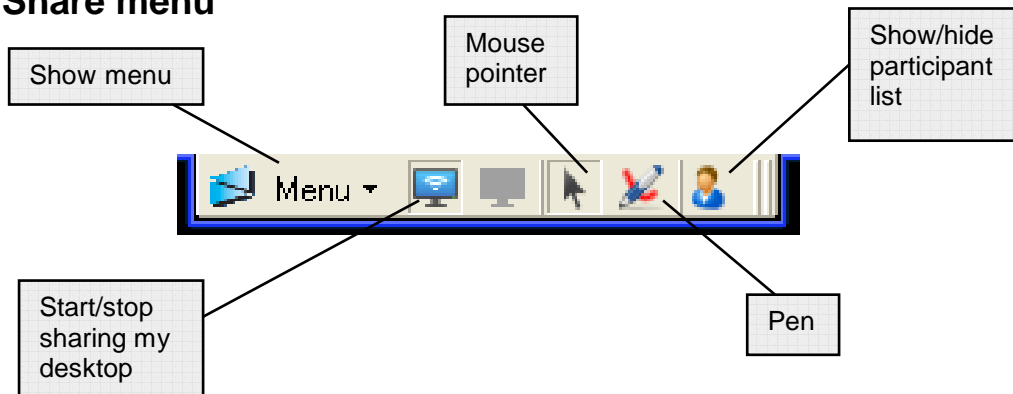 Share menu
Show menu
Mouse
pointer
Show/hide
participant
list
Menu
Start/stop
sharing my
desktop
Pen